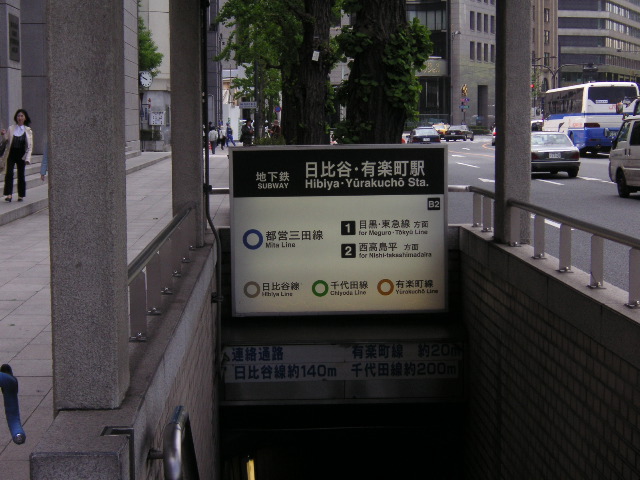 地下鉄 日比谷・有楽町駅
SUBWAY Hibiya・Yūrakuchō Sta.
B2
都営三田線
Mita Line
1 目黒・東急線 方面
for Meguro・Tōkyū Line
2 西高島平 方面
for Nishi-takashimadaira
日比谷線 千代田線 有楽町線
Hibiya Line Chiyoda Line Yūrakuchō Line
連絡通路 有楽町線 約20m
日比谷線約140m 千代田線約200m